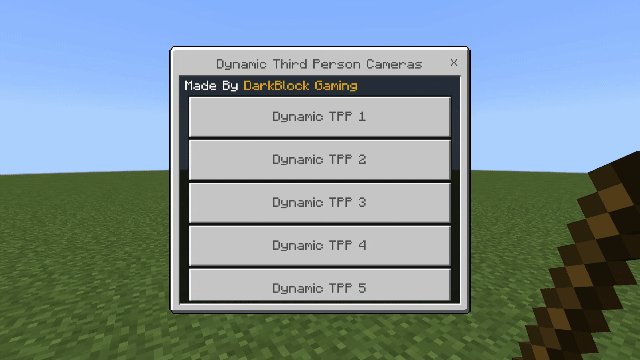 Dynamic Third Person Cameras
Made By DarkBlock Gaming
Dynamic TPP 1
Dynamic TPP 2
Dynamic TPP 3
Dynamic TPP 4
Dynamic TPP 5